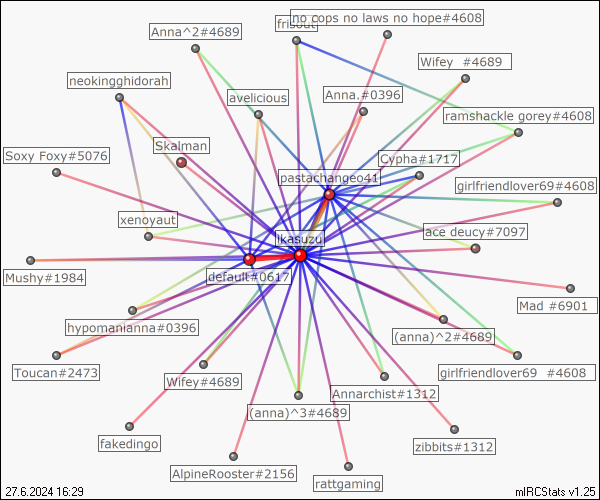 no cops no laws no hope#4608
frisout
Anna^2#4689
Wifey   #4689
neokingghidorah
avelicious
Anna.#0396
ramshackle gorey#4608
Skalman
Soxy Foxy#5076
Cypha#1717
pastachangeo41
girlfriendlover69#4608
xenoyaut
ace deucy#7097
ikasuzu
Mushy#1984
default#0617
Mad   #6901
hypomanianna#0396
(anna)^2#4689
Toucan#2473
Wifey#4689
girlfriendlover69   #4608
Annarchist#1312
(anna)^3#4689
fakedingo
zibbits#1312
AlpineRooster#2156
rattgaming
27.6.2024 16:29
mIRCStats v1.25